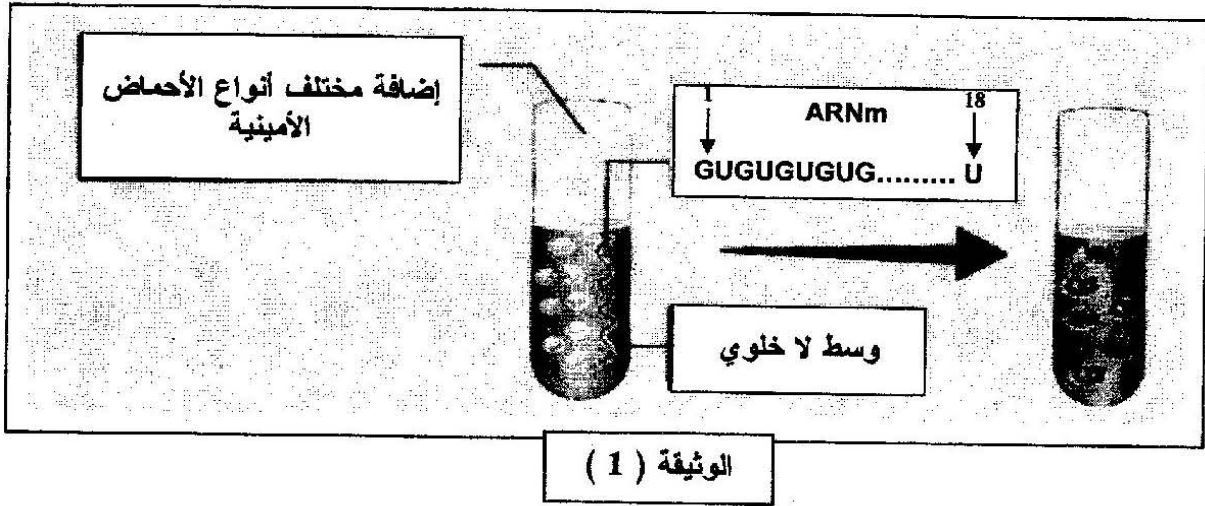 إضافة مختلف أنواع الأحماض
الأمينية
1 18
ARNm
GUGUGUGUG......... U
وسط لا خلوي
الوثيقة ( 1 )